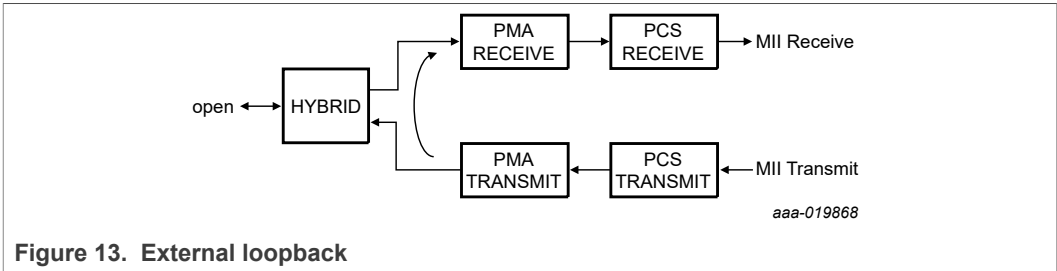 PMA
RECEIVE
PCS
RECEIVE
MII Receive
open
HYBRID
PMA
TRANSMIT
PCS
TRANSMIT
MII Transmit
aaa-019868
Figure 13. External loopback